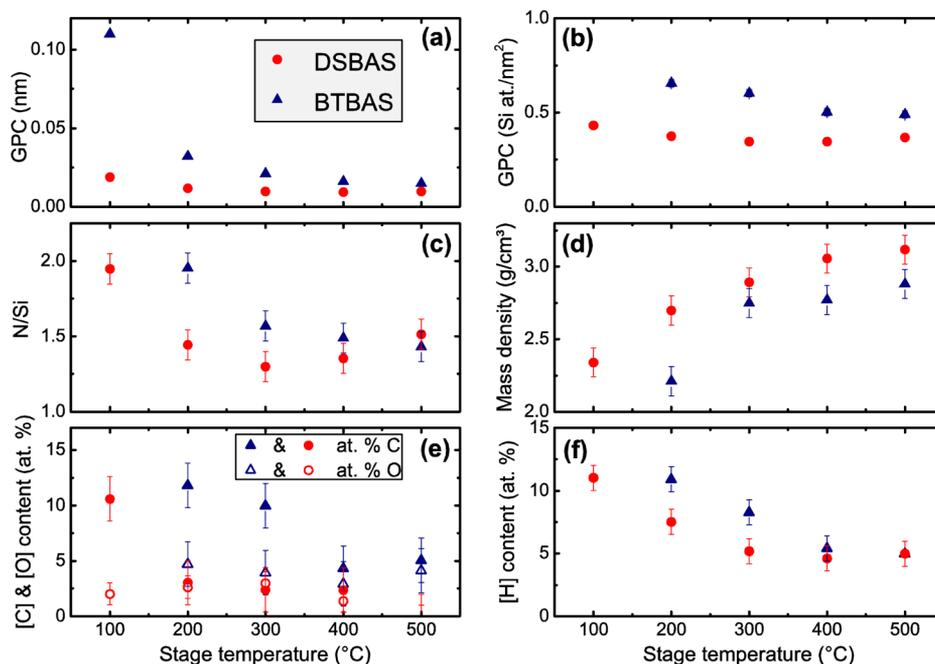 (a)
DSBAS
BTBAS
GPC (nm)
0.10
0.05
0.00
(b)
GPC (Si at./nm²)
1.0
0.5
0.0
(c)
N/Si
2.0
1.5
1.0
(d)
Mass density (g/cm³)
3.0
2.5
2.0
(e)
& at. % C
& at. % O
[C] & [O] content (at. %)
15
10
5
0
100 200 300 400 500
Stage temperature (°C)
(f)
[H] content (at. %)
15
10
5
0
100 200 300 400 500
Stage temperature (°C)